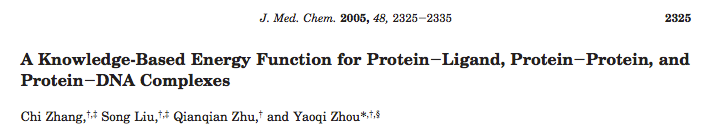 J. Med. Chem. 2005, 48, 2325−2335 2325
A Knowledge-Based Energy Function for Protein−Ligand, Protein−Protein, and
Protein−DNA Complexes
Chi Zhang,†,‡ Song Liu,†,‡ Qianqian Zhu,† and Yaoqi Zhou*,†,§